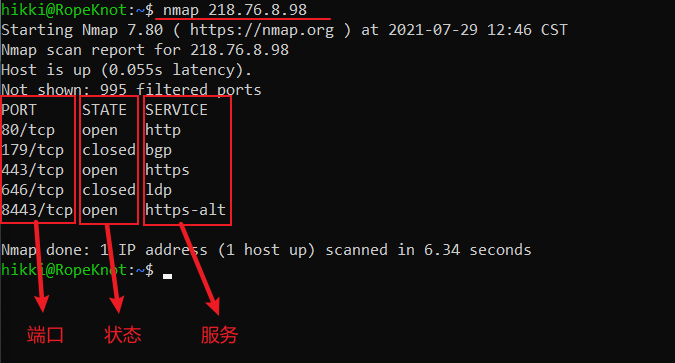 hikki@RopeKnot:~$ nmap 218.76.8.98
Starting Nmap 7.80 ( https://nmap.org ) at 2021-07-29 12:46 CST
Nmap scan report for 218.76.8.98
Host is up (0.055s latency).
Not shown: 995 filtered ports
PORT STATE SERVICE
80/tcp open http
179/tcp closed bgp
443/tcp open https
646/tcp closed ldp
8443/tcp open https-alt
Nmap done: 1 IP address (1 host up) scanned in 6.34 seconds
hikki@RopeKnot:~$
端口 状态 服务